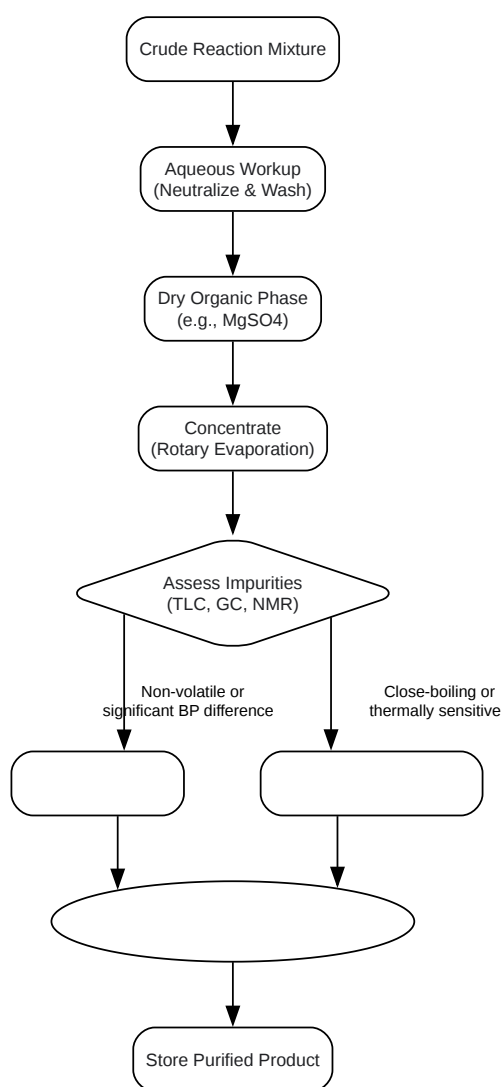 Crude Reaction Mixture
Aqueous Workup
(Neutralize & Wash)
Dry Organic Phase
(e.g., MgSO4)
Concentrate
(Rotary Evaporation)
Assess Impurities
(TLC, GC, NMR)
Non-volatile or
significant BP difference
Close-boiling or
thermally sensitive
Store Purified Product